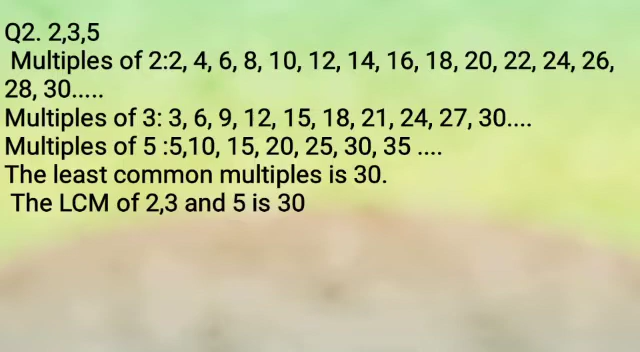 Q2. 2,3,5
Multiples of 2:2, 4, 6, 8, 10, 12, 14, 16, 18, 20, 22, 24, 26,
28, 30.....
Multiples of 3: 3, 6, 9, 12, 15, 18, 21, 24, 27, 30....
Multiples of 5 :5,10, 15, 20, 25, 30, 35 ....
The least common multiples is 30.
The LCM of 2,3 and 5 is 30